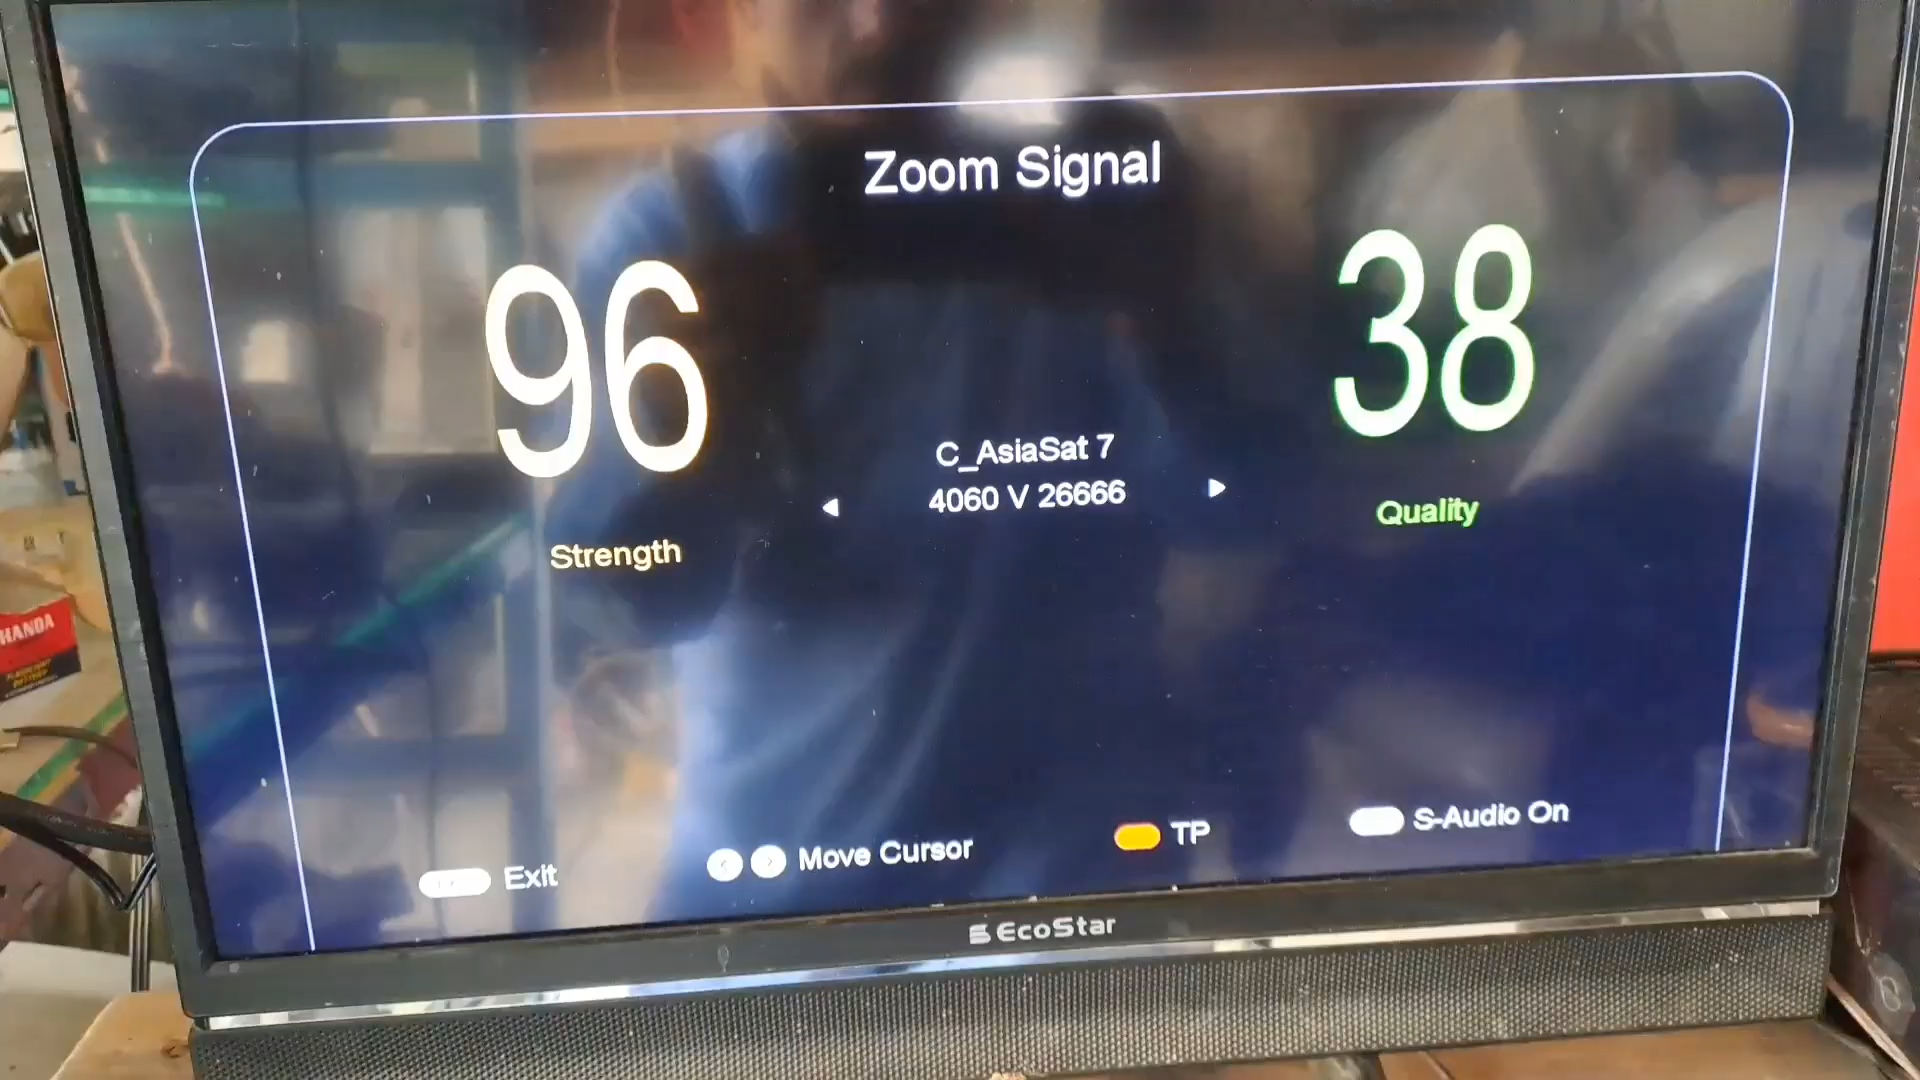 Zoom Signal
96
38
C_AsiaSat 7
4060 V 26666
Strength
Quality
Exit
Move Cursor
TP
S-Audio On
EcoStar
HANDA